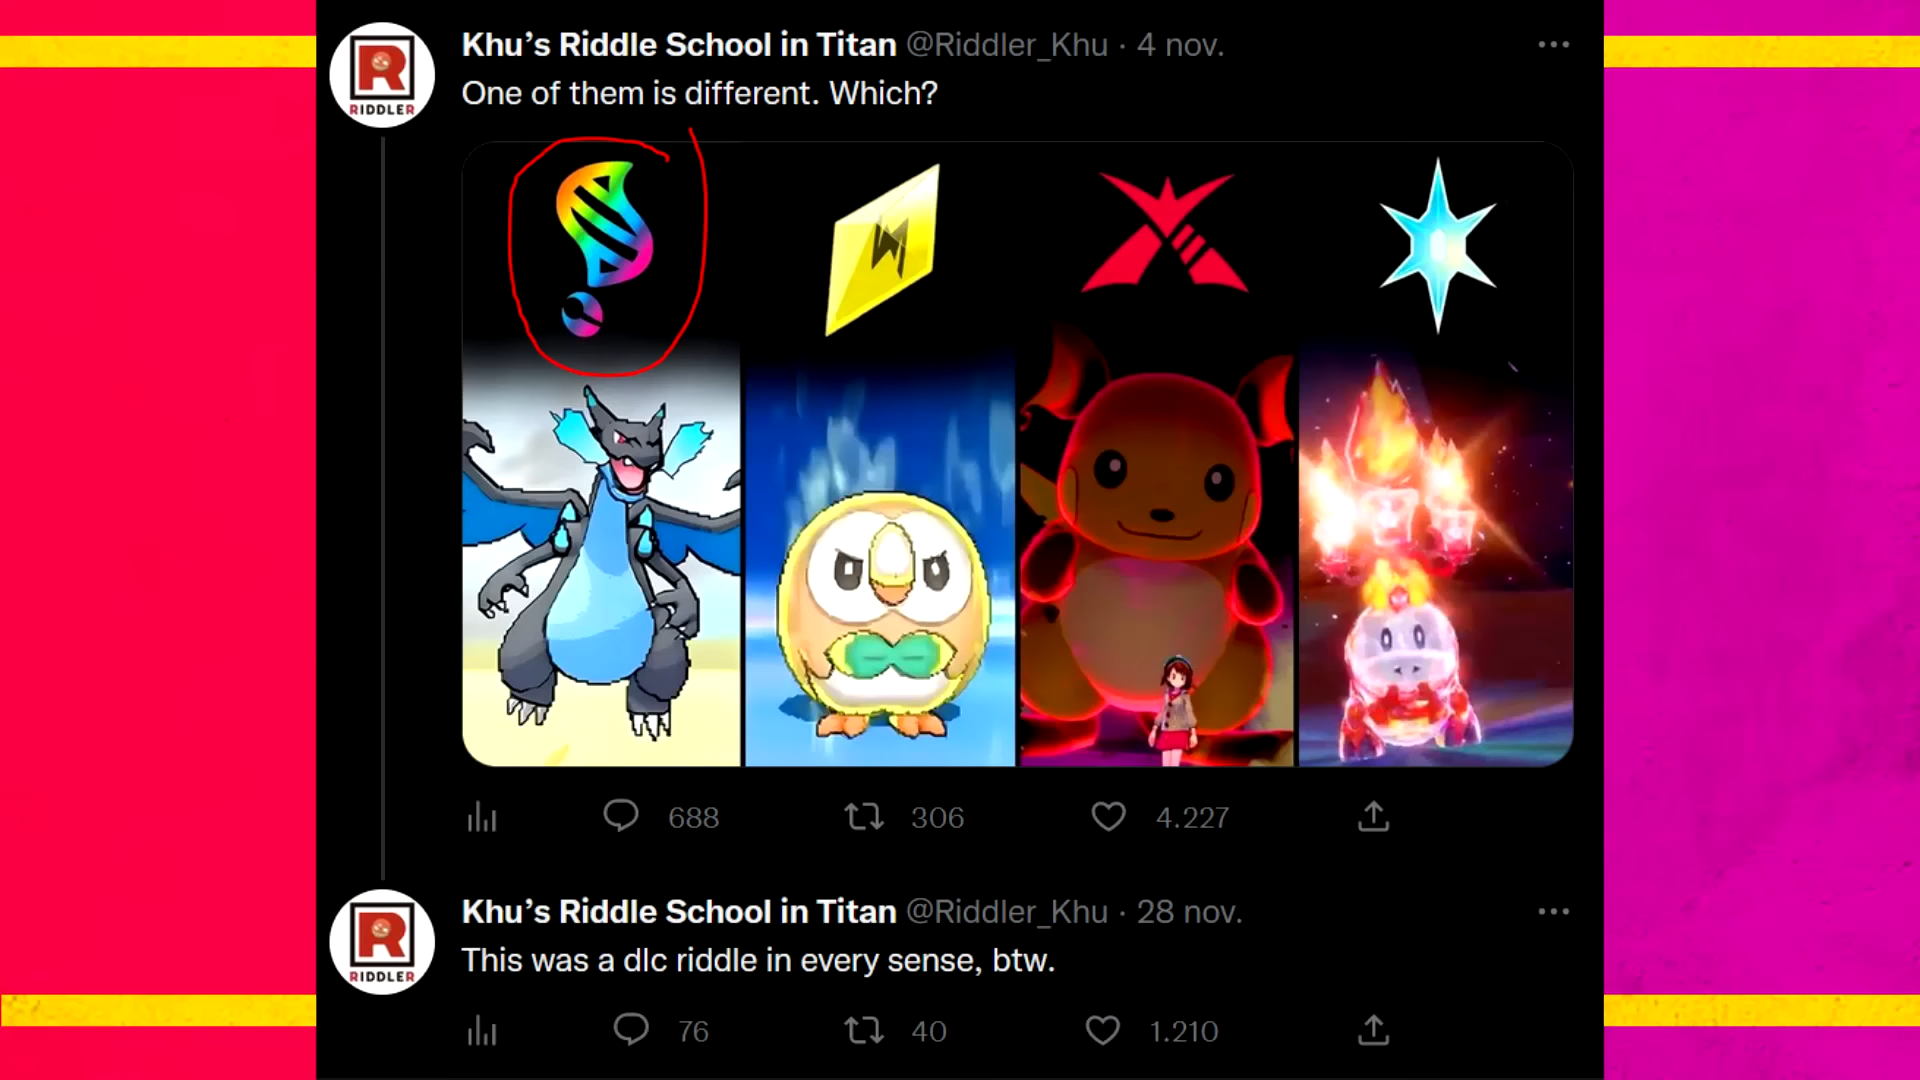 Khu's Riddle School in Titan @Riddler_Khu · 4 nov.
One of them is different. Which?
RIDDLER
688 306 4.227
Khu's Riddle School in Titan @Riddler_Khu · 28 nov.
This was a dlc riddle in every sense, btw.
RIDDLER
76 40 1.210